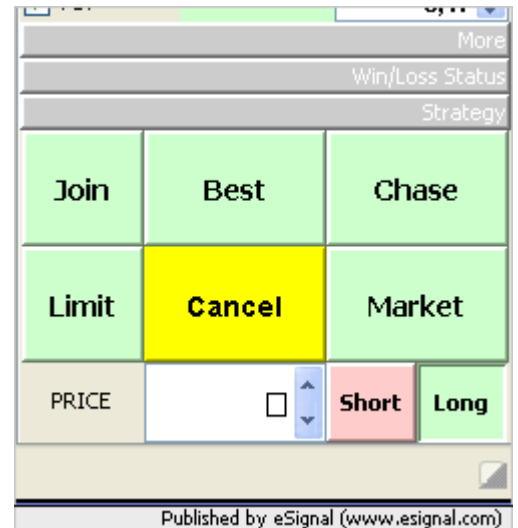 More
Win/Loss Status
Strategy
Join Best Chase
Limit Cancel Market
PRICE Short Long
Published by eSignal (www.esignal.com)